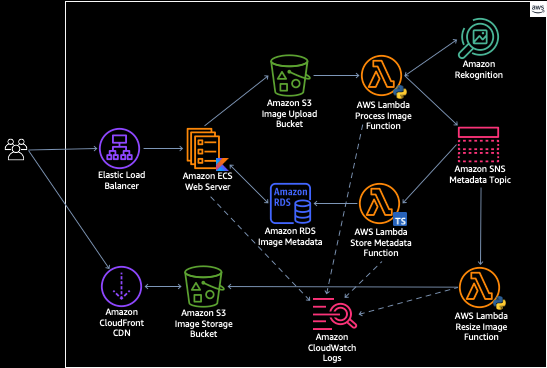 aws
Amazon
Rekognition
Amazon S3
Image Upload
Bucket
AWS Lambda
Process Image
Function
Elastic Load
Balancer
Amazon ECS
Web Server
Amazon SNS
Metadata Topic
Amazon
RDS
Amazon RDS
Image Metadata
TS
AWS Lambda
Store Metadata
Function
Amazon
CloudFront
CDN
Amazon S3
Image Storage
Bucket
Amazon
CloudWatch
Logs
AWS Lambda
Resize Image
Function